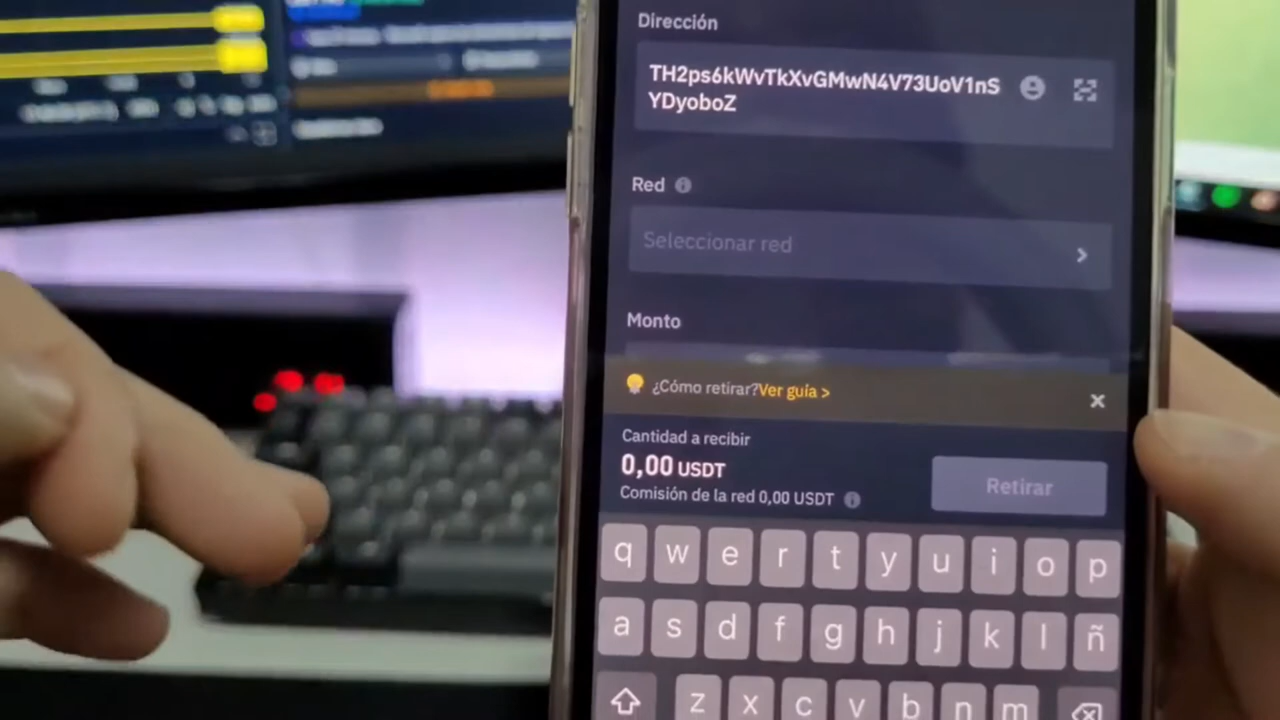 Dirección
TH2ps6kWvTkXvGMwN4V73UoV1nS
YDyoboZ
Red
Seleccionar red
Monto
¿Cómo retirar?Ver guía >
Cantidad a recibir
0,00 USDT
Comisión de la red 0,00 USDT
Retirar
q w e r t y u i o p
a s d f g h j k l ñ
z x c v b n m